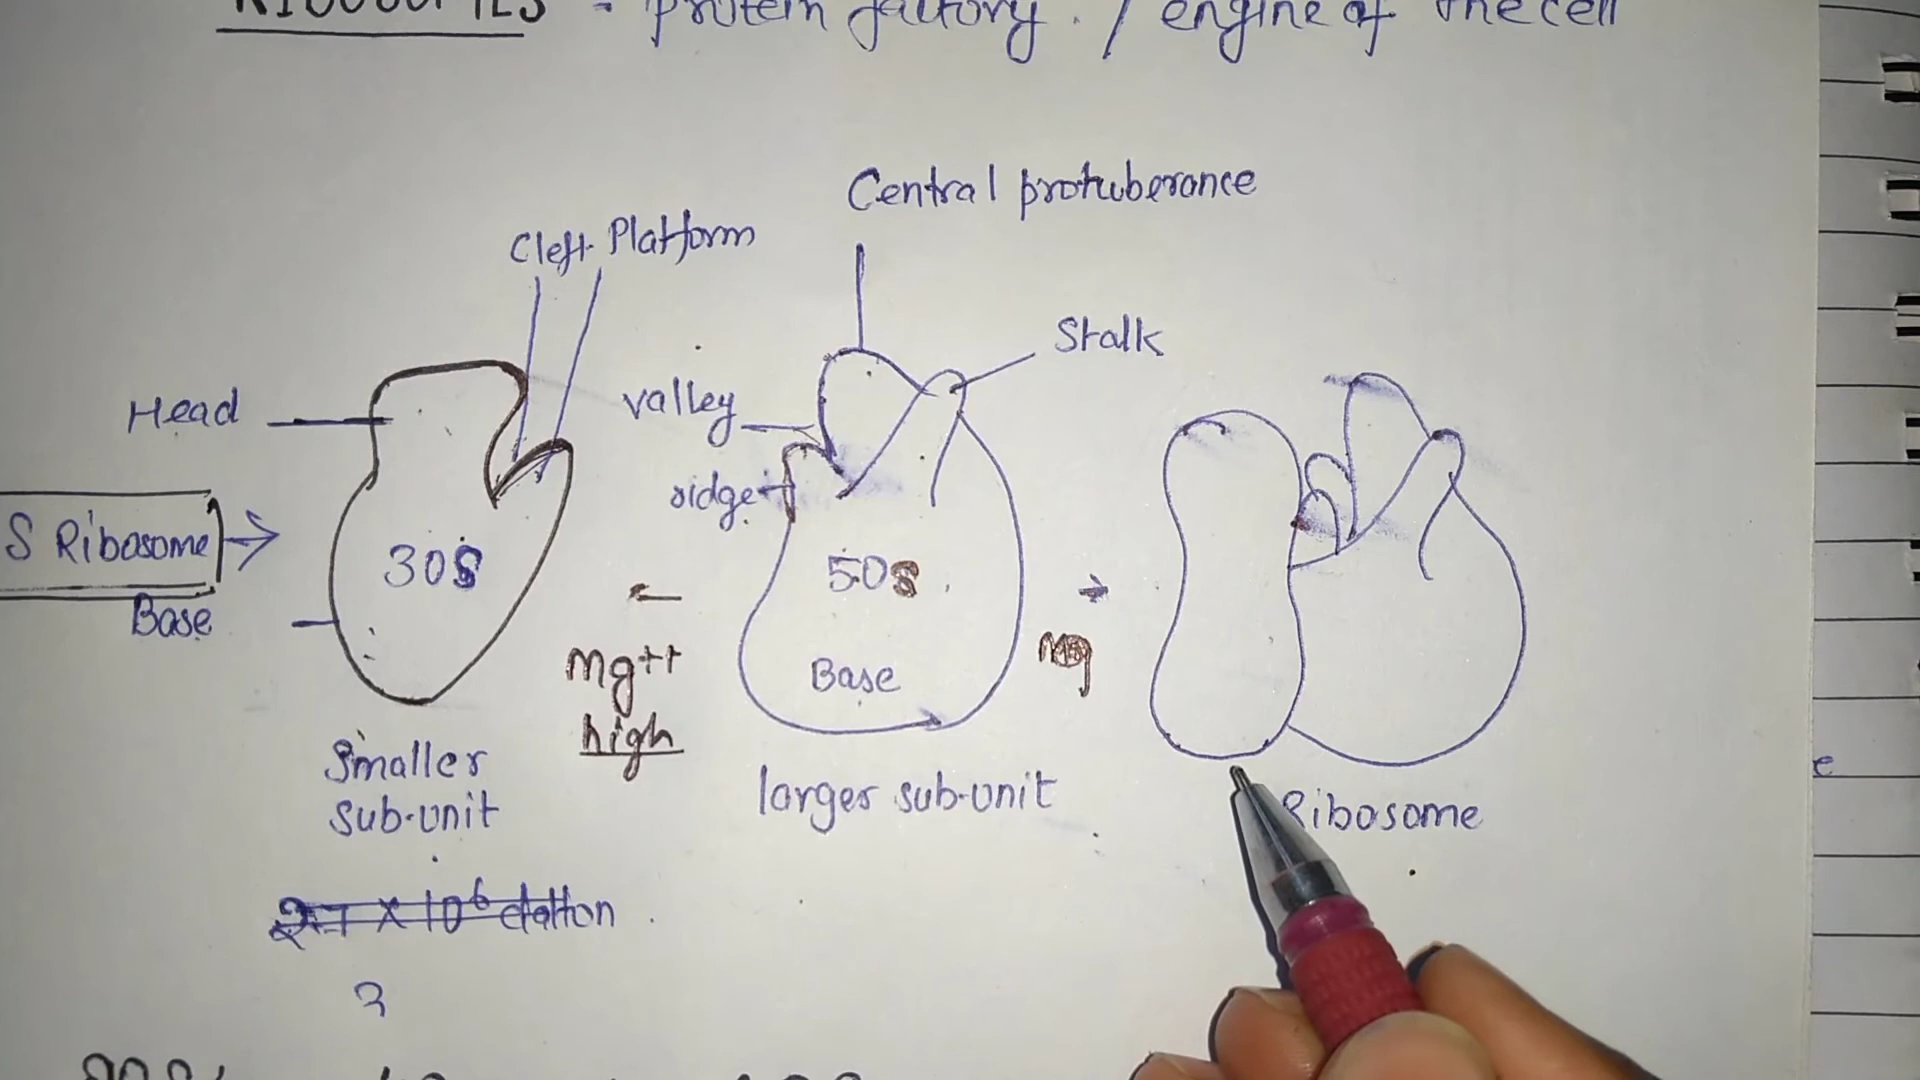 RIBOSOMES - protein factory. / engine of the cell
Central protuberance
Cleft Platform
Stalk
Head
valley
ridge
S Ribosome
30S
50S
Base
Mg++
high
Base
Smaller
sub-unit
larger sub-unit
Ribosome
e
3